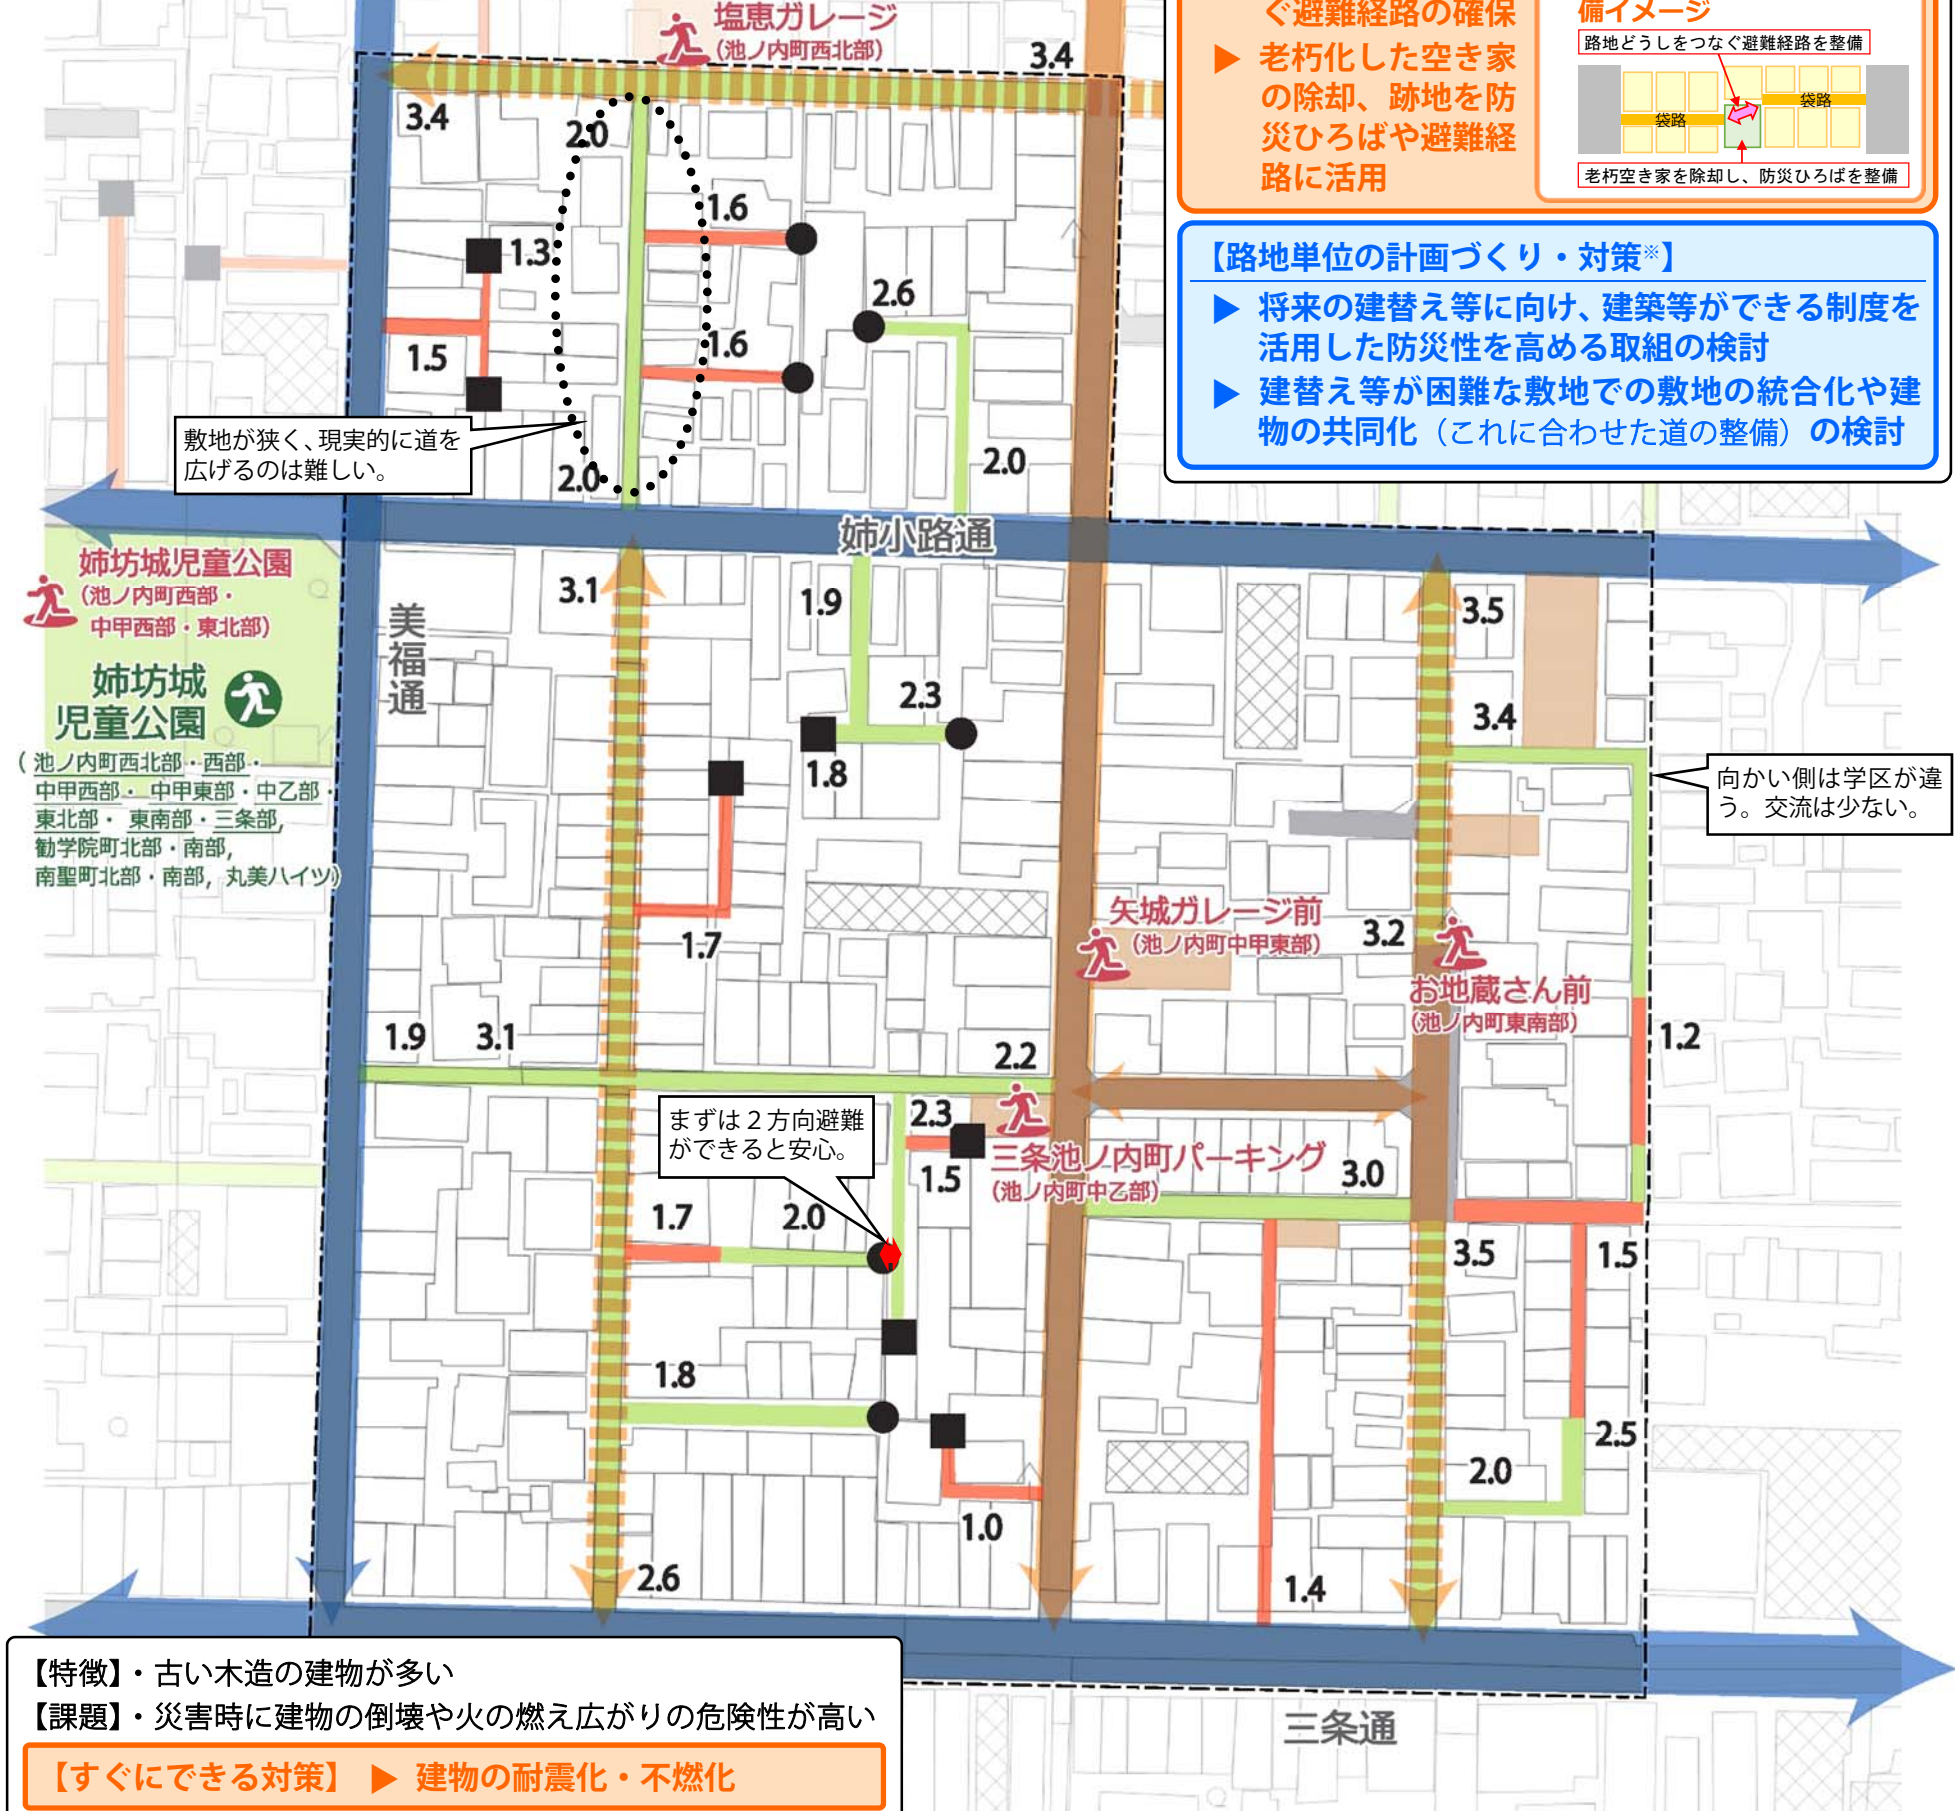 塩恵ガレージ
(池ノ内町西北部)
3.4
3.4
2.0
1.6
1.3
2.6
1.5
1.6
敷地が狭く、現実的に道を
広げるのは難しい。
2.0
2.0
ぐ避難経路の確保
▶ 老朽化した空き家
の除却、跡地を防
災ひろばや避難経
路に活用
備イメージ
路地どうしをつなぐ避難経路を整備
袋路
袋路
老朽空き家を除却し、防災ひろばを整備
【路地単位の計画づくり・対策※】
▶ 将来の建替え等に向け、建築等ができる制度を
活用した防災性を高める取組の検討
▶ 建替え等が困難な敷地での敷地の統合化や建
物の共同化（これに合わせた道の整備）の検討
姉小路通
姉坊城児童公園
(池ノ内町西部・
中甲西部・東北部)
姉坊城
児童公園
(池ノ内町西北部・西部・
中甲西部・ 中甲東部・中乙部・
東北部・ 東南部・三条部,
勧学院町北部・南部,
南聖町北部・南部, 丸美ハイツ)
美福通
3.1
1.9
3.5
2.3
3.4
1.8
向かい側は学区が違
う。交流は少ない。
1.7
矢城ガレージ前
(池ノ内町中甲東部)
3.2
お地蔵さん前
(池ノ内町東南部)
1.9
3.1
2.2
1.2
まずは２方向避難
ができると安心。
2.3
1.5
三条池ノ内町パーキング
(池ノ内町中乙部)
3.0
1.7
2.0
3.5
1.5
1.8
2.5
2.0
1.0
2.6
1.4
【特徴】・古い木造の建物が多い
【課題】・災害時に建物の倒壊や火の燃え広がりの危険性が高い
【すぐにできる対策】 ▶ 建物の耐震化・不燃化
三条通